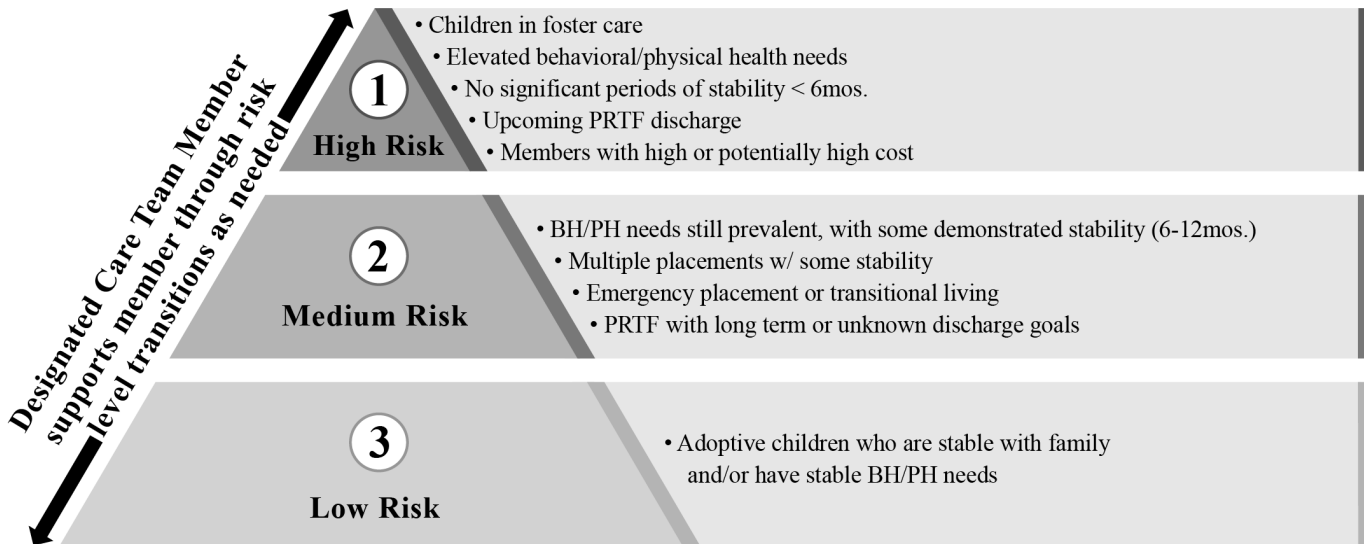 Designated Care Team Member
supports member through risk
level transitions as needed
1
High Risk
• Children in foster care
• Elevated behavioral/physical health needs
• No significant periods of stability < 6mos.
• Upcoming PRTF discharge
• Members with high or potentially high cost
2
Medium Risk
• BH/PH needs still prevalent, with some demonstrated stability (6-12mos.)
• Multiple placements w/ some stability
• Emergency placement or transitional living
• PRTF with long term or unknown discharge goals
3
Low Risk
• Adoptive children who are stable with family
and/or have stable BH/PH needs